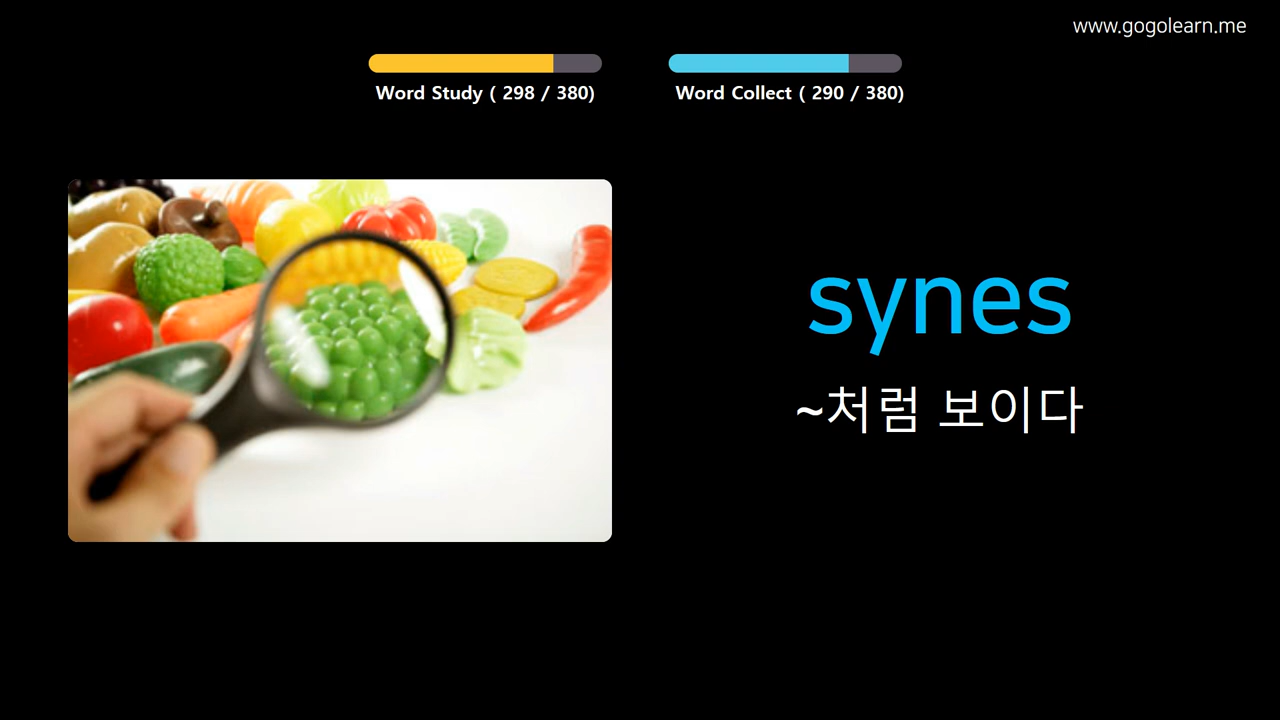 www.gogolearn.me
Word Study ( 298 / 380)
Word Collect ( 290 / 380)
synes
~처럼 보이다